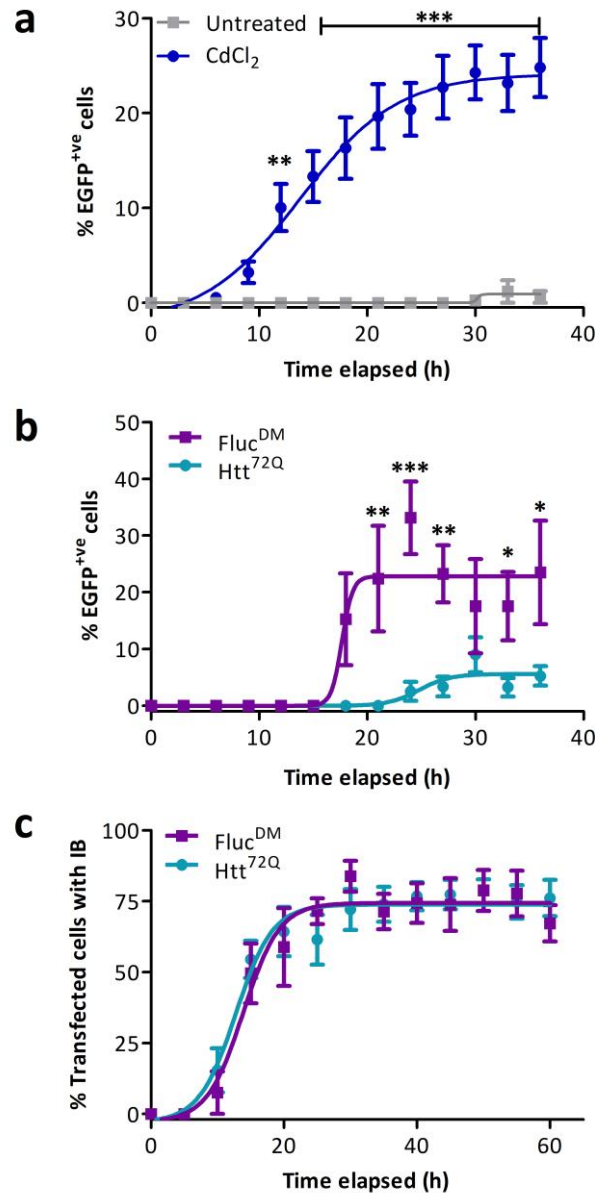 a
Untreated
CdCl₂
***
**
% EGFP⁺ᵛᵉ cells
30
20
10
0
0 10 20 30 40
Time elapsed (h)
b
Flucᴰᴹ
Htt⁷²Q
***
** ** * *
% EGFP⁺ᵛᵉ cells
50
40
30
20
10
0
0 10 20 30 40
Time elapsed (h)
c
Flucᴰᴹ
Htt⁷²Q
% Transfected cells with IB
100
75
50
25
0
0 20 40 60
Time elapsed (h)